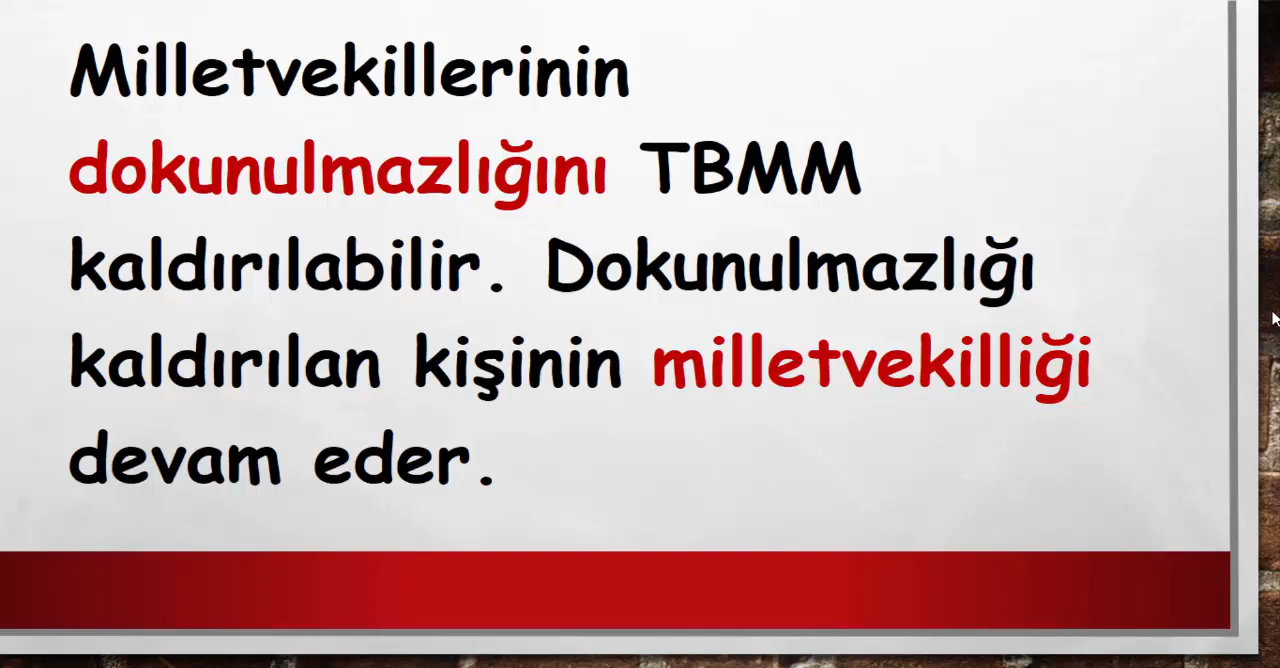 Milletvekillerinin
dokunulmazlığını TBMM
kaldırılabilir. Dokunulmazlığı
kaldırılan kişinin milletvekilliği
devam eder.